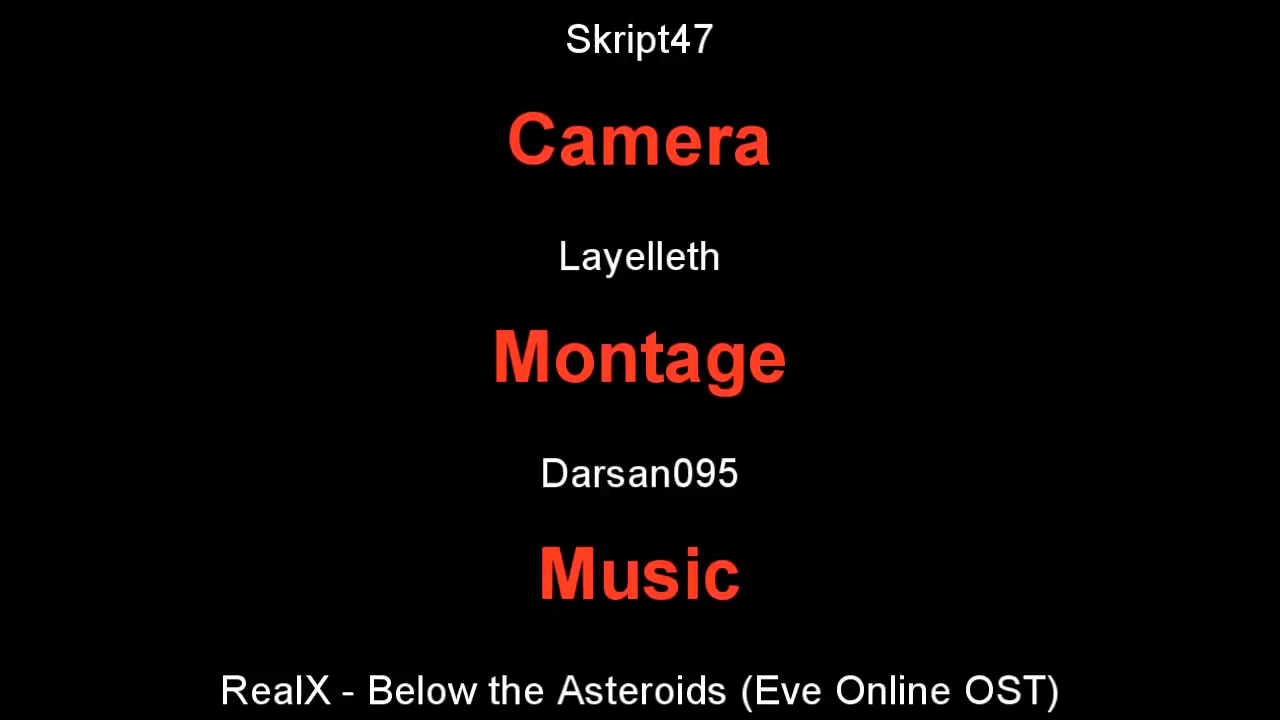 Skript47
Camera
Layelleth
Montage
Darsan095
Music
RealX - Below the Asteroids (Eve Online OST)